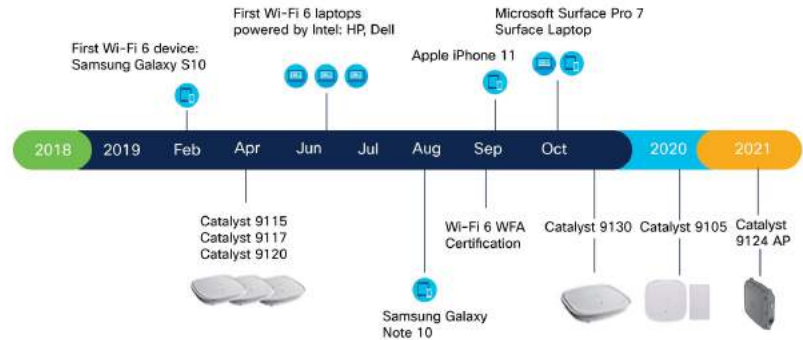 First Wi-Fi 6 device:
Samsung Galaxy S10
First Wi-Fi 6 laptops
powered by Intel: HP, Dell
Apple iPhone 11
Microsoft Surface Pro 7
Surface Laptop
2018 2019 Feb Apr Jun Jul Aug Sep Oct 2020 2021
Catalyst 9115
Catalyst 9117
Catalyst 9120
Samsung Galaxy
Note 10
Wi-Fi 6 WFA
Certification
Catalyst 9130
Catalyst 9105
Catalyst
9124 AP